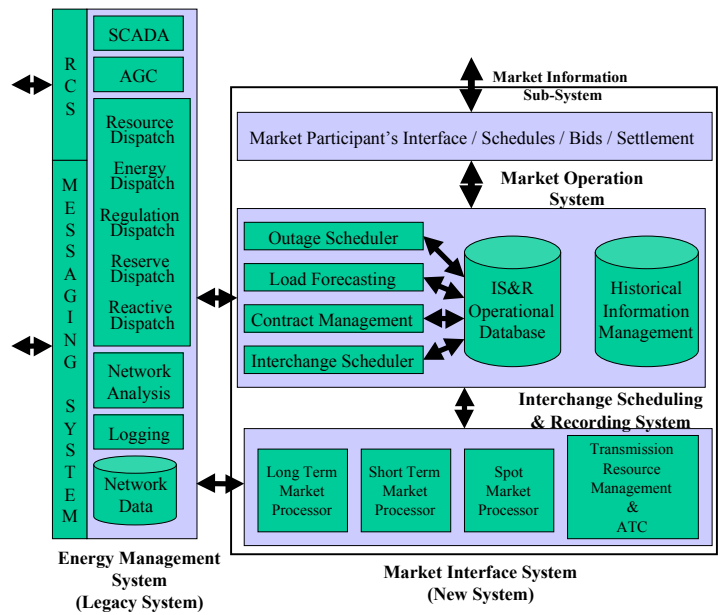 RCS
MESSAGING SYSTEM
SCADA
AGC
Resource
Dispatch
Energy
Dispatch
Regulation
Dispatch
Reserve
Dispatch
Reactive
Dispatch
Network
Analysis
Logging
Network
Data
Energy Management
System
(Legacy System)
Market Information
Sub-System
Market Participant's Interface / Schedules / Bids / Settlement
Market Operation
System
Outage Scheduler
Load Forecasting
Contract Management
Interchange Scheduler
IS&R
Operational
Database
Historical
Information
Management
Interchange Scheduling
& Recording System
Long Term
Market
Processor
Short Term
Market
Processor
Spot
Market
Processor
Transmission
Resource
Management
&
ATC
Market Interface System
(New System)